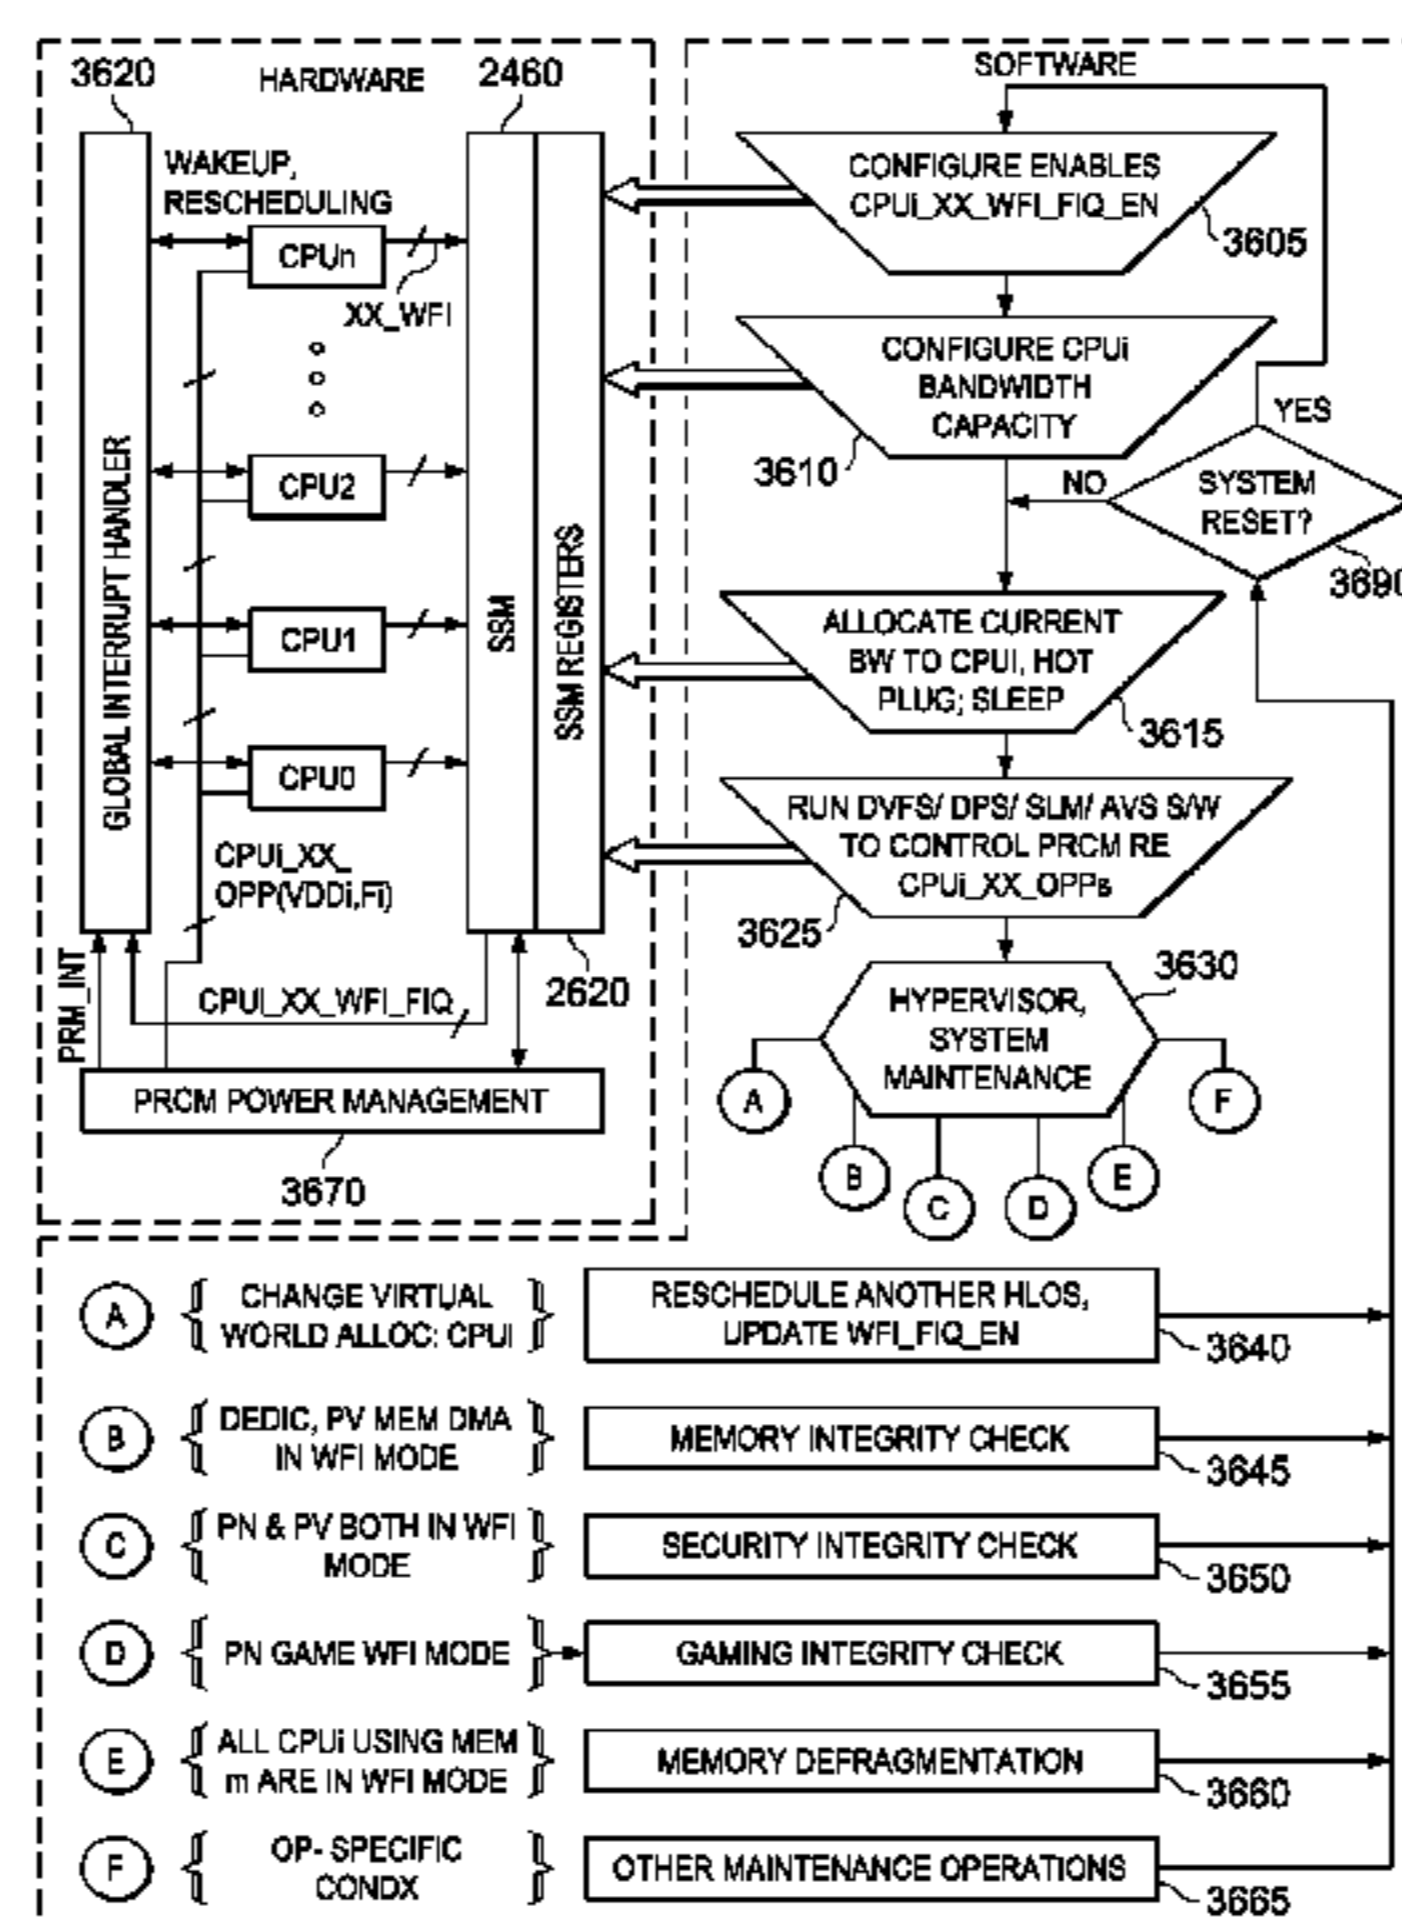 HARDWARE
3620
2460
WAKEUP,
RESCHEDULING
CPUn
XX_WFI
CPU2
CPU1
CPU0
GLOBAL INTERRUPT HANDLER
SSM
SSM REGISTERS
CPUi_XX_
OPP(VDDi,Fi)
PRM_INT
CPUI_XX_WFI_FIQ
2620
PRCM POWER MANAGEMENT
3670
SOFTWARE
CONFIGURE ENABLES
CPUi_XX_WFI_FIQ_EN
3605
CONFIGURE CPUi
BANDWIDTH
CAPACITY
3610
YES
NO
SYSTEM
RESET?
3690
ALLOCATE CURRENT
BW TO CPUI, HOT
PLUG; SLEEP
3615
RUN DVFS/ DPS/ SLM/ AVS S/W
TO CONTROL PRCM RE
CPUi_XX_OPPs
3625
3630
HYPERVISOR,
SYSTEM
MAINTENANCE
A
B
C
D
E
F
A
CHANGE VIRTUAL
WORLD ALLOC: CPUI
RESCHEDULE ANOTHER HLOS,
UPDATE WFI_FIQ_EN
3640
B
DEDIC, PV MEM DMA
IN WFI MODE
MEMORY INTEGRITY CHECK
3645
C
PN & PV BOTH IN WFI
MODE
SECURITY INTEGRITY CHECK
3650
D
PN GAME WFI MODE
GAMING INTEGRITY CHECK
3655
E
ALL CPUi USING MEM
m ARE IN WFI MODE
MEMORY DEFRAGMENTATION
3660
F
OP- SPECIFIC
CONDX
OTHER MAINTENANCE OPERATIONS
3665